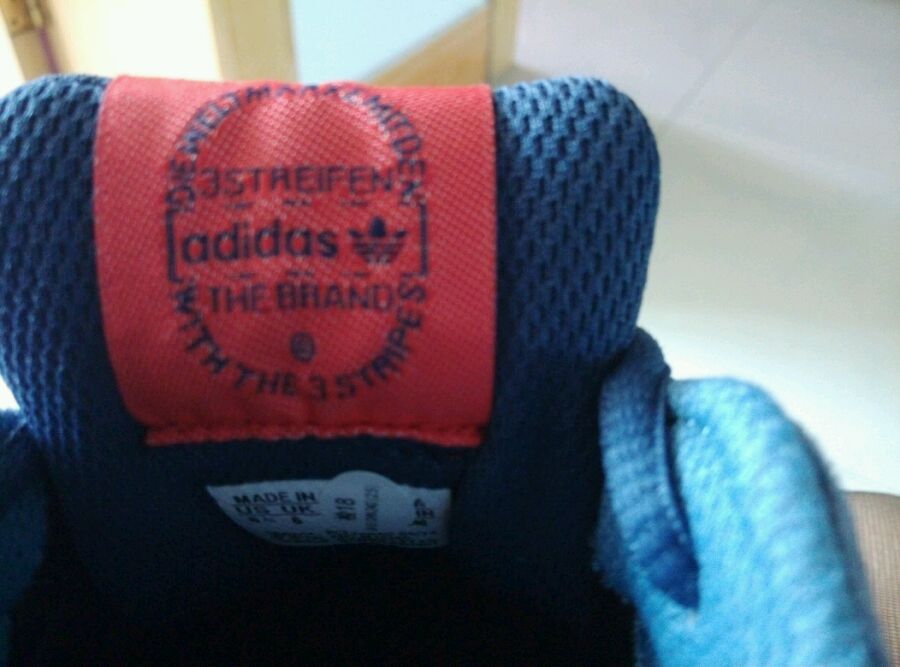 DIE WELTMARKE MIT DEN
3STREIFEN
adidas
THE BRAND
WITH THE 3 STRIPES
®
MADE IN
US UK